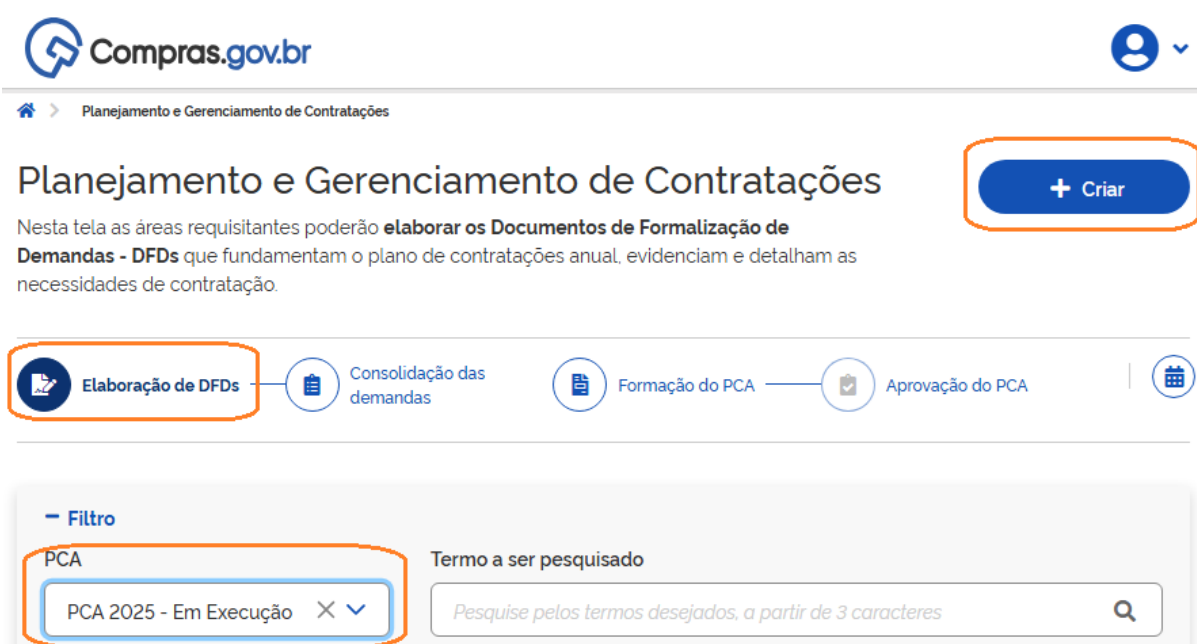 Compras.gov.br
Planejamento e Gerenciamento de Contratações
Planejamento e Gerenciamento de Contratações
+ Criar
Nesta tela as áreas requisitantes poderão elaborar os Documentos de Formalização de
Demandas - DFDs que fundamentam o plano de contratações anual, evidenciam e detalham as
necessidades de contratação.
Elaboração de DFDs
Consolidação das
demandas
Formação do PCA
Aprovação do PCA
Filtro
PCA
Termo a ser pesquisado
PCA 2025 - Em Execução
Pesquise pelos termos desejados, a partir de 3 caracteres